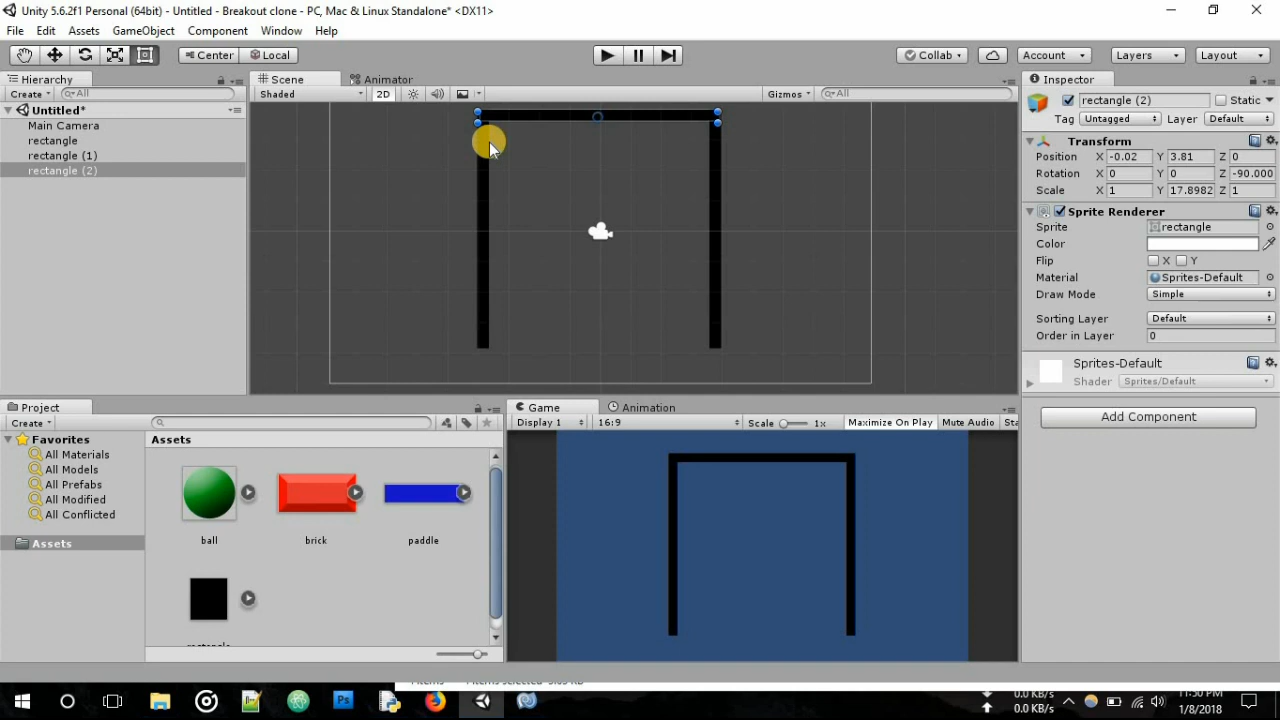 Unity 5.6.2f1 Personal (64bit) - Untitled - Breakout clone - PC, Mac & Linux Standalone* <DX11>
File Edit Assets GameObject Component Window Help
Center Local Collab Account Layers Layout
Hierarchy Scene Animator Inspector
Create All Shaded 2D Gizmos All rectangle (2) Static
Untitled* Tag Untagged Layer Default
Main Camera Transform
rectangle Position X -0.02 Y 3.81 Z 0
rectangle (1) Rotation X 0 Y 0 Z -90.000
rectangle (2) Scale X 1 Y 17.8982 Z 1
Sprite Renderer
Sprite rectangle
Color
Flip X Y
Material Sprites-Default
Draw Mode Simple
Sorting Layer Default
Order in Layer 0
Sprites-Default
Shader Sprites/Default
Add Component
Project Game Animation
Create Display 1 16:9 Scale 1x Maximize On Play Mute Audio
Favorites Assets
All Materials
All Models
All Prefabs
All Modified
All Conflicted
Assets
ball brick paddle
0.0 KB/s
0.0 KB/s
11:50 PM
1/8/2018